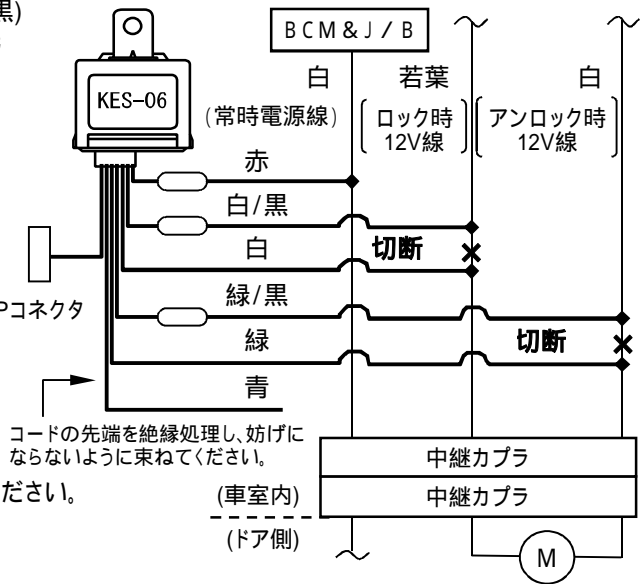 黒)
BCM&J/B
KES-06
白
若葉
白
(常時電源線)
ロック時
12V線
アンロック時
12V線
赤
白/黒
白
切断
Pコネクタ
緑/黒
緑
切断
青
コードの先端を絶縁処理し、妨げに
ならないように束ねてください。
ださい。
中継カプラ
(車室内)
中継カプラ
(ドア側)
M